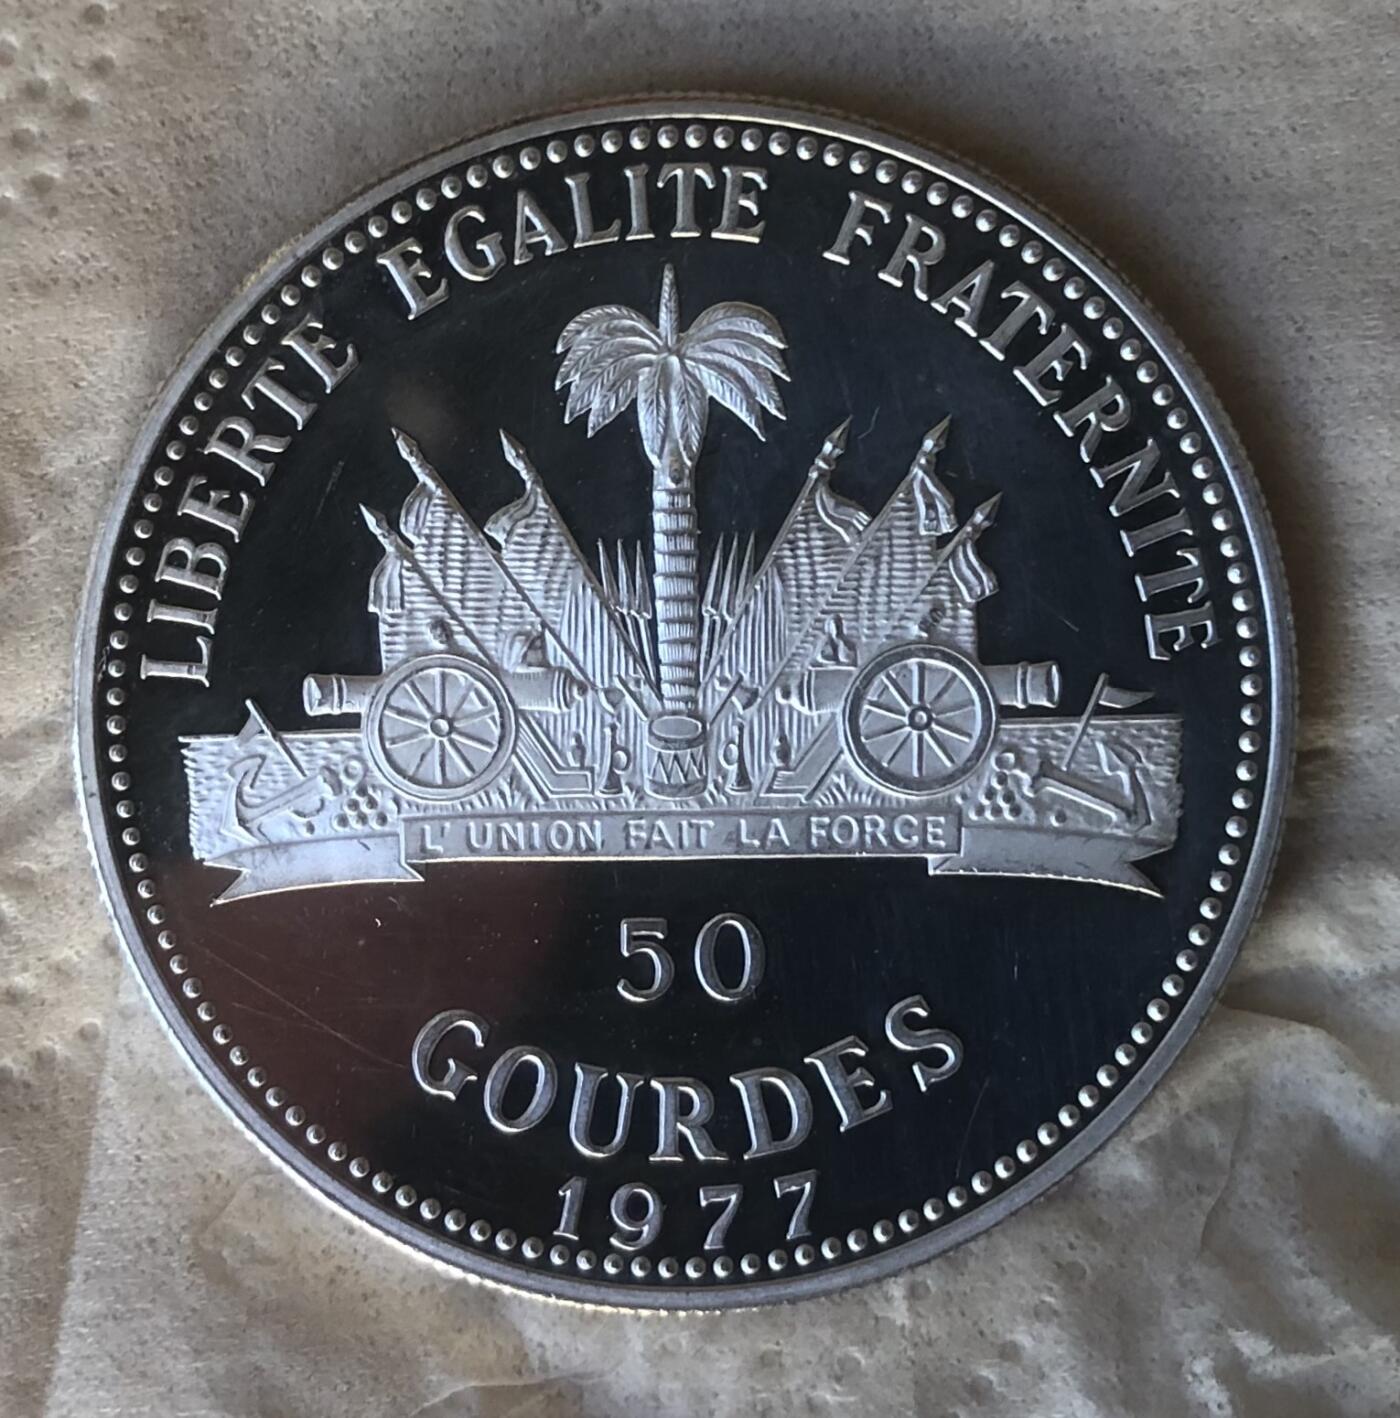 LIBERTE EGALITE FRATERNITE
L' UNION FAIT LA FORCE
50
GOURDES
1977